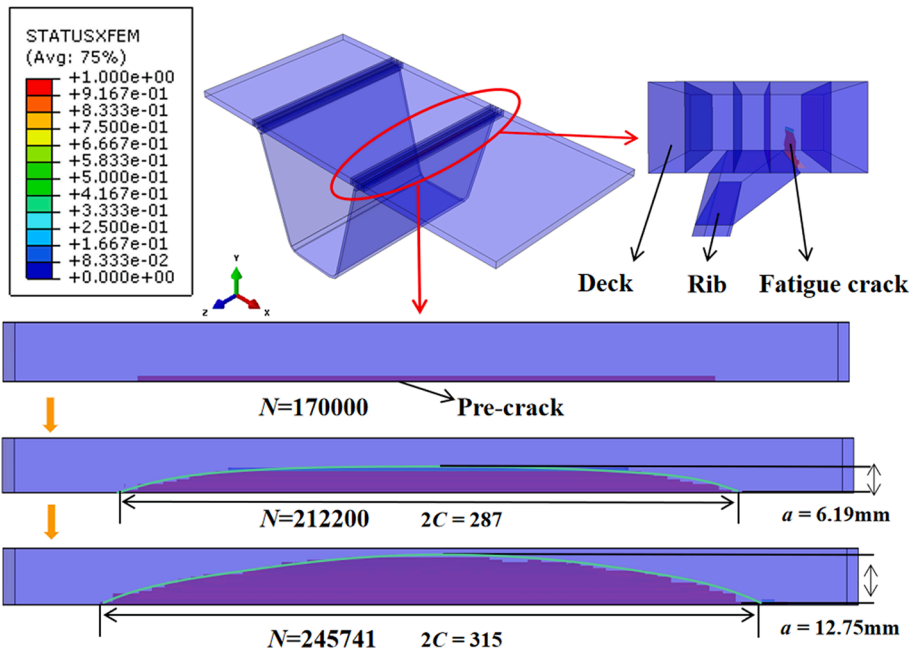 STATUSXFEM
(Avg: 75%)
+1.000e+00
+9.167e-01
+8.333e-01
+7.500e-01
+6.667e-01
+5.833e-01
+5.000e-01
+4.167e-01
+3.333e-01
+2.500e-01
+1.667e-01
+8.333e-02
+0.000e+00
Y
Z
X
Deck
Rib
Fatigue crack
N=170000
Pre-crack
N=212200
2C = 287
a = 6.19mm
N=245741
2C = 315
a = 12.75mm